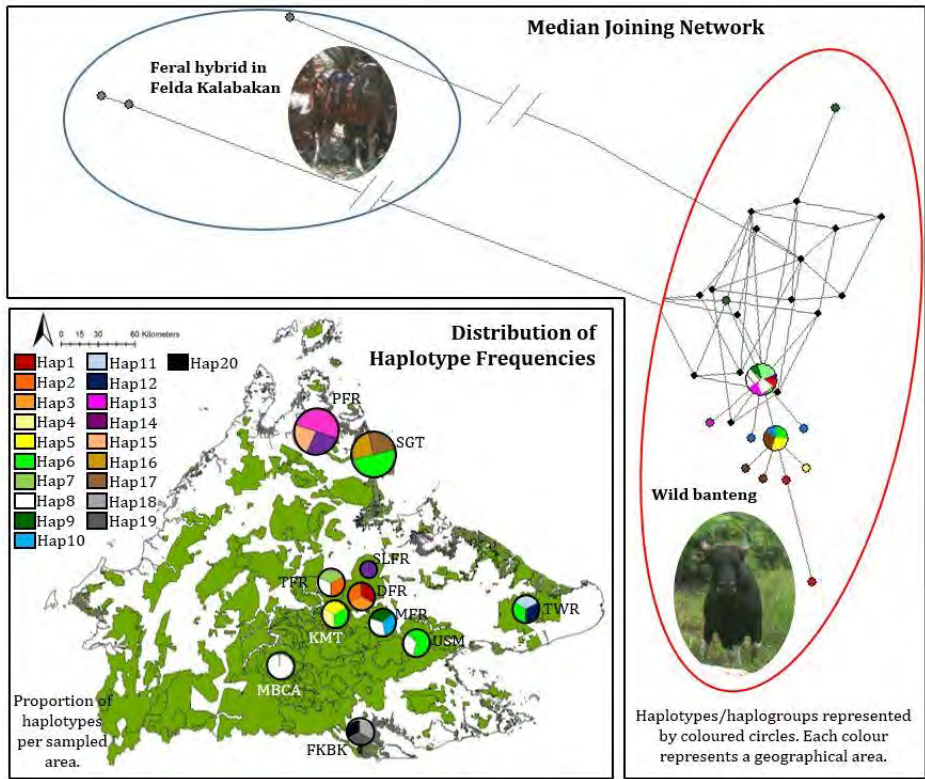 Median Joining Network
Feral hybrid in
Felda Kalabakan
Wild banteng
Haplotypes/haplogroups represented
by coloured circles. Each colour
represents a geographical area.
Distribution of
Haplotype Frequencies
0 15 30 60 Kilometers
Hap1 Hap11 Hap20
Hap2 Hap12
Hap3 Hap13
Hap4 Hap14
Hap5 Hap15
Hap6 Hap16
Hap7 Hap17
Hap8 Hap18
Hap9 Hap19
Hap10
PFR
SGT
SLFR
TFR
DFR
MFR
TWR
KMT
USM
MBCA
FKBK
Proportion of
haplotypes
per sampled
area.